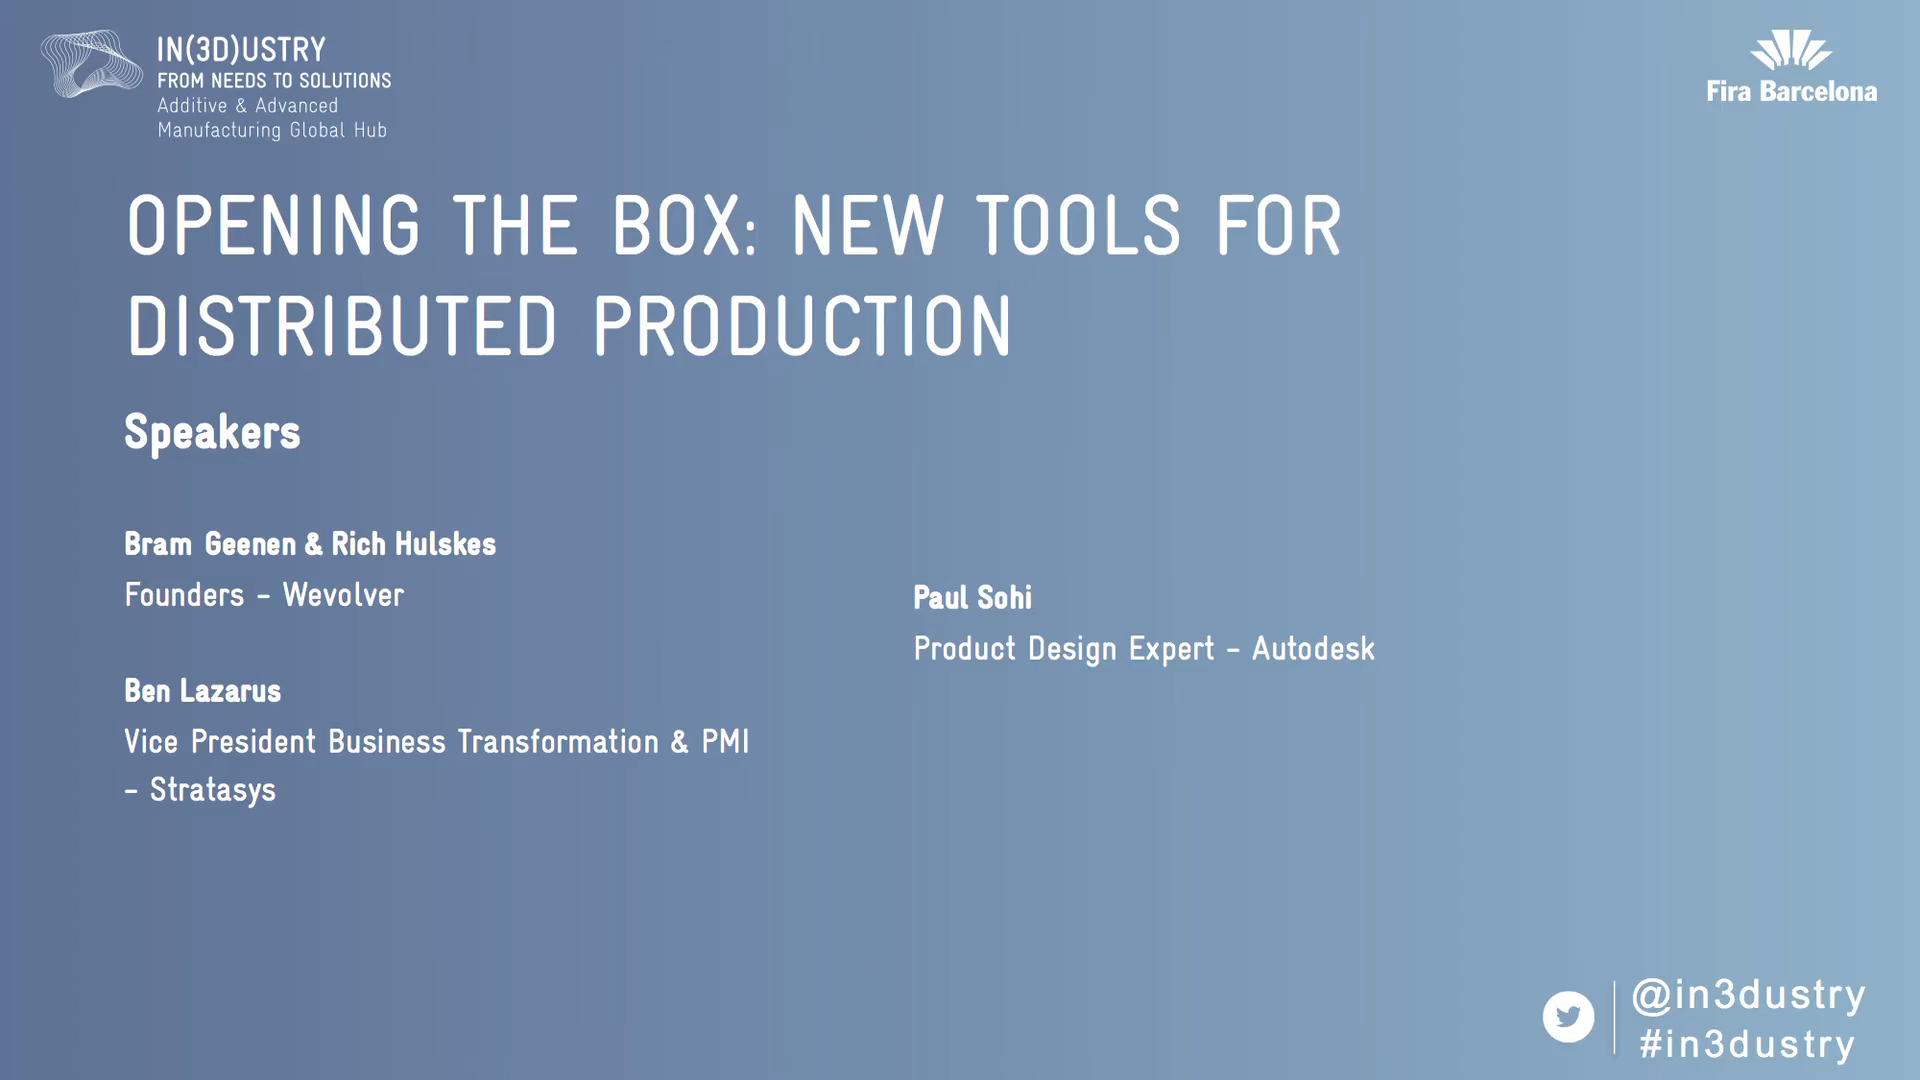 IN(3D)USTRY
FROM NEEDS TO SOLUTIONS
Additive & Advanced
Manufacturing Global Hub
Fira Barcelona
OPENING THE BOX: NEW TOOLS FOR
DISTRIBUTED PRODUCTION
Speakers
Bram Geenen & Rich Hulskes
Founders - Wevolver
Ben Lazarus
Vice President Business Transformation & PMI
- Stratasys
Paul Sohi
Product Design Expert - Autodesk
@in3dustry
#in3dustry